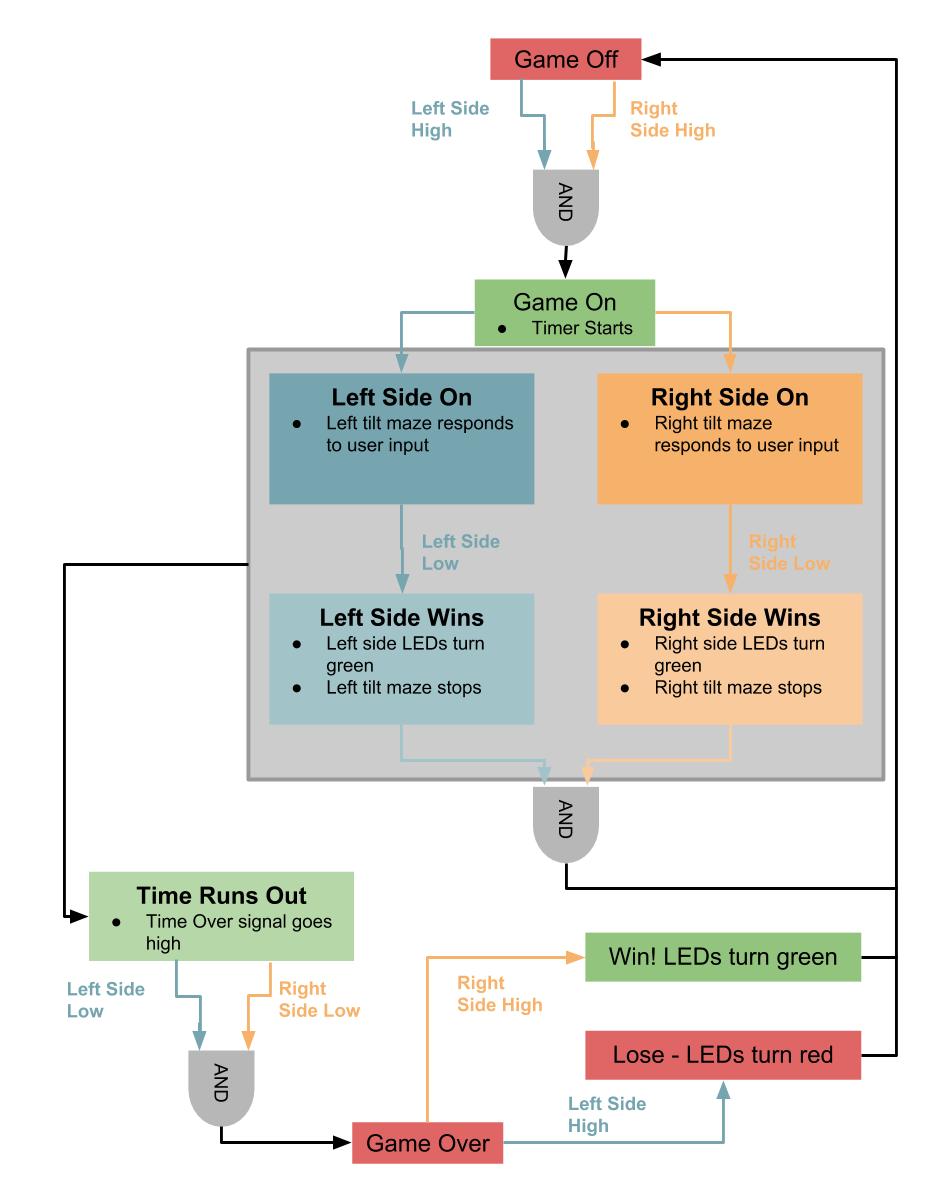 Game Off
Left Side
High
Right
Side High
AND
Game On
● Timer Starts
Left Side On
● Left tilt maze responds
to user input
Right Side On
● Right tilt maze
responds to user input
Left Side
Low
Right
Side Low
Left Side Wins
● Left side LEDs turn
green
● Left tilt maze stops
Right Side Wins
● Right side LEDs turn
green
● Right tilt maze stops
AND
Time Runs Out
● Time Over signal goes
high
Left Side
Low
Right
Side Low
AND
Game Over
Right
Side High
Win! LEDs turn green
Lose - LEDs turn red
Left Side
High